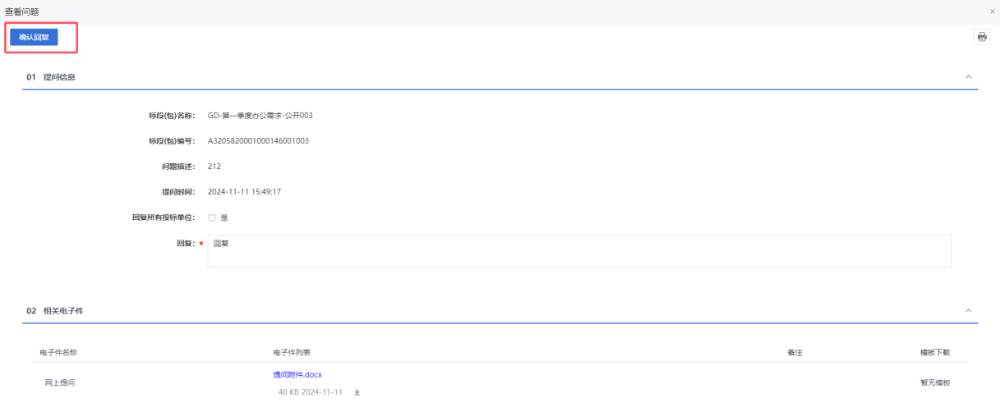 查看问题
确认回复
01 提问信息
标段(包)名称： GD-第一季度办公需求-公开003
标段(包)编号： A3205820001000146001003
问题描述： 212
提问时间： 2024-11-11 15:49:17
回复所有投标单位： 是
回复：* 回复
02 相关电子件
电子件名称 电子件列表 备注 模板下载
网上提问 提问附件.docx 暂无模板
40 KB 2024-11-11